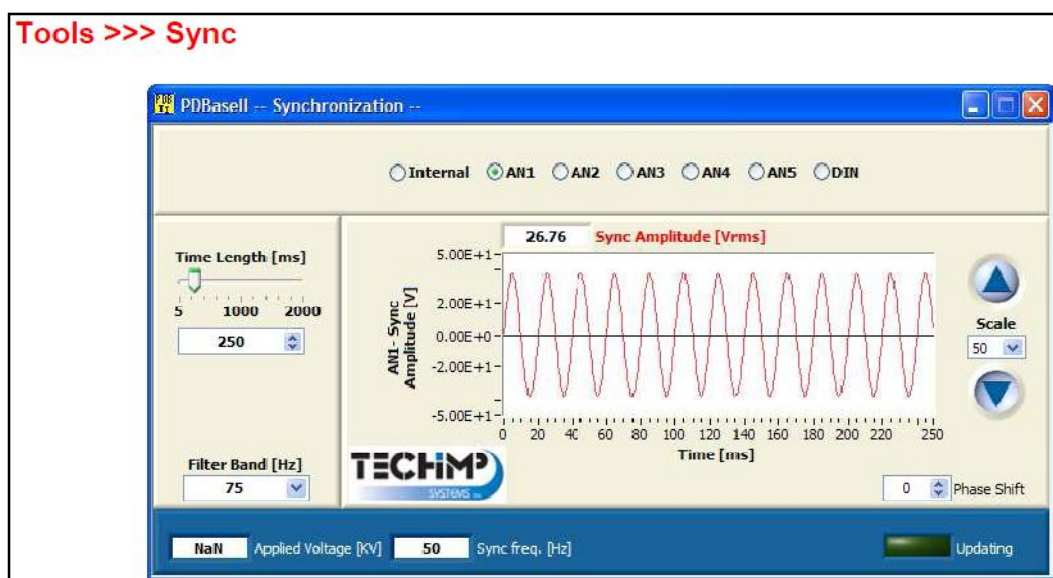 Tools >>> Sync
PDBaseII -- Synchronization --
Internal AN1 AN2 AN3 AN4 AN5 DIN
Time Length [ms]
5 1000 2000
250
Filter Band [Hz]
75
26.76 Sync Amplitude [Vrms]
AN1- Sync
Amplitude [V]
5.00E+1
2.00E+1
0.00E+0
-2.00E+1
-5.00E+1
0 20 40 60 80 100 120 140 160 180 200 220 250
Time [ms]
Scale
50
TECHIMP
SYSTEMS
0 Phase Shift
NaN Applied Voltage [KV] 50 Sync freq. [Hz] Updating